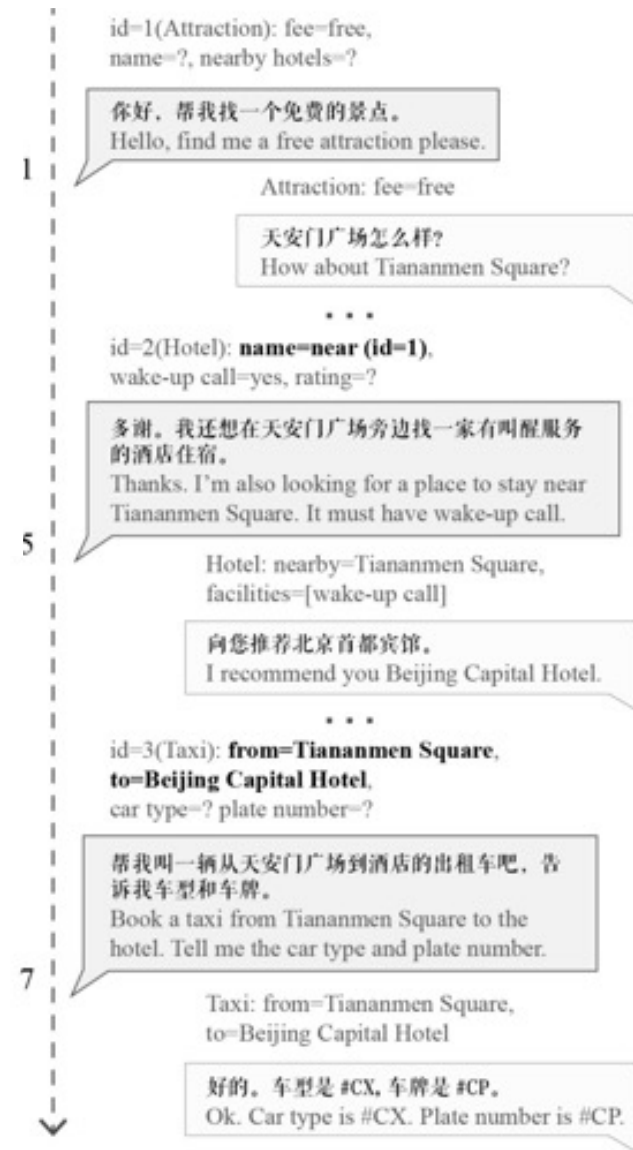 id=1(Attraction): fee=free,
name=?, nearby hotels=?
你好，帮我找一个免费的景点。
Hello, find me a free attraction please.
1
Attraction: fee=free
天安门广场怎么样?
How about Tiananmen Square?
...
id=2(Hotel): name=near (id=1),
wake-up call=yes, rating=?
多谢。我还想在天安门广场旁边找一家有叫醒服务
的酒店住宿。
Thanks. I'm also looking for a place to stay near
Tiananmen Square. It must have wake-up call.
5
Hotel: nearby=Tiananmen Square,
facilities=[wake-up call]
向您推荐北京首都宾馆。
I recommend you Beijing Capital Hotel.
...
id=3(Taxi): from=Tiananmen Square,
to=Beijing Capital Hotel,
car type=? plate number=?
帮我叫一辆从天安门广场到酒店的出租车吧，告
诉我车型和车牌。
Book a taxi from Tiananmen Square to the
hotel. Tell me the car type and plate number.
7
Taxi: from=Tiananmen Square,
to=Beijing Capital Hotel
好的。车型是 #CX, 车牌是 #CP。
Ok. Car type is #CX. Plate number is #CP.